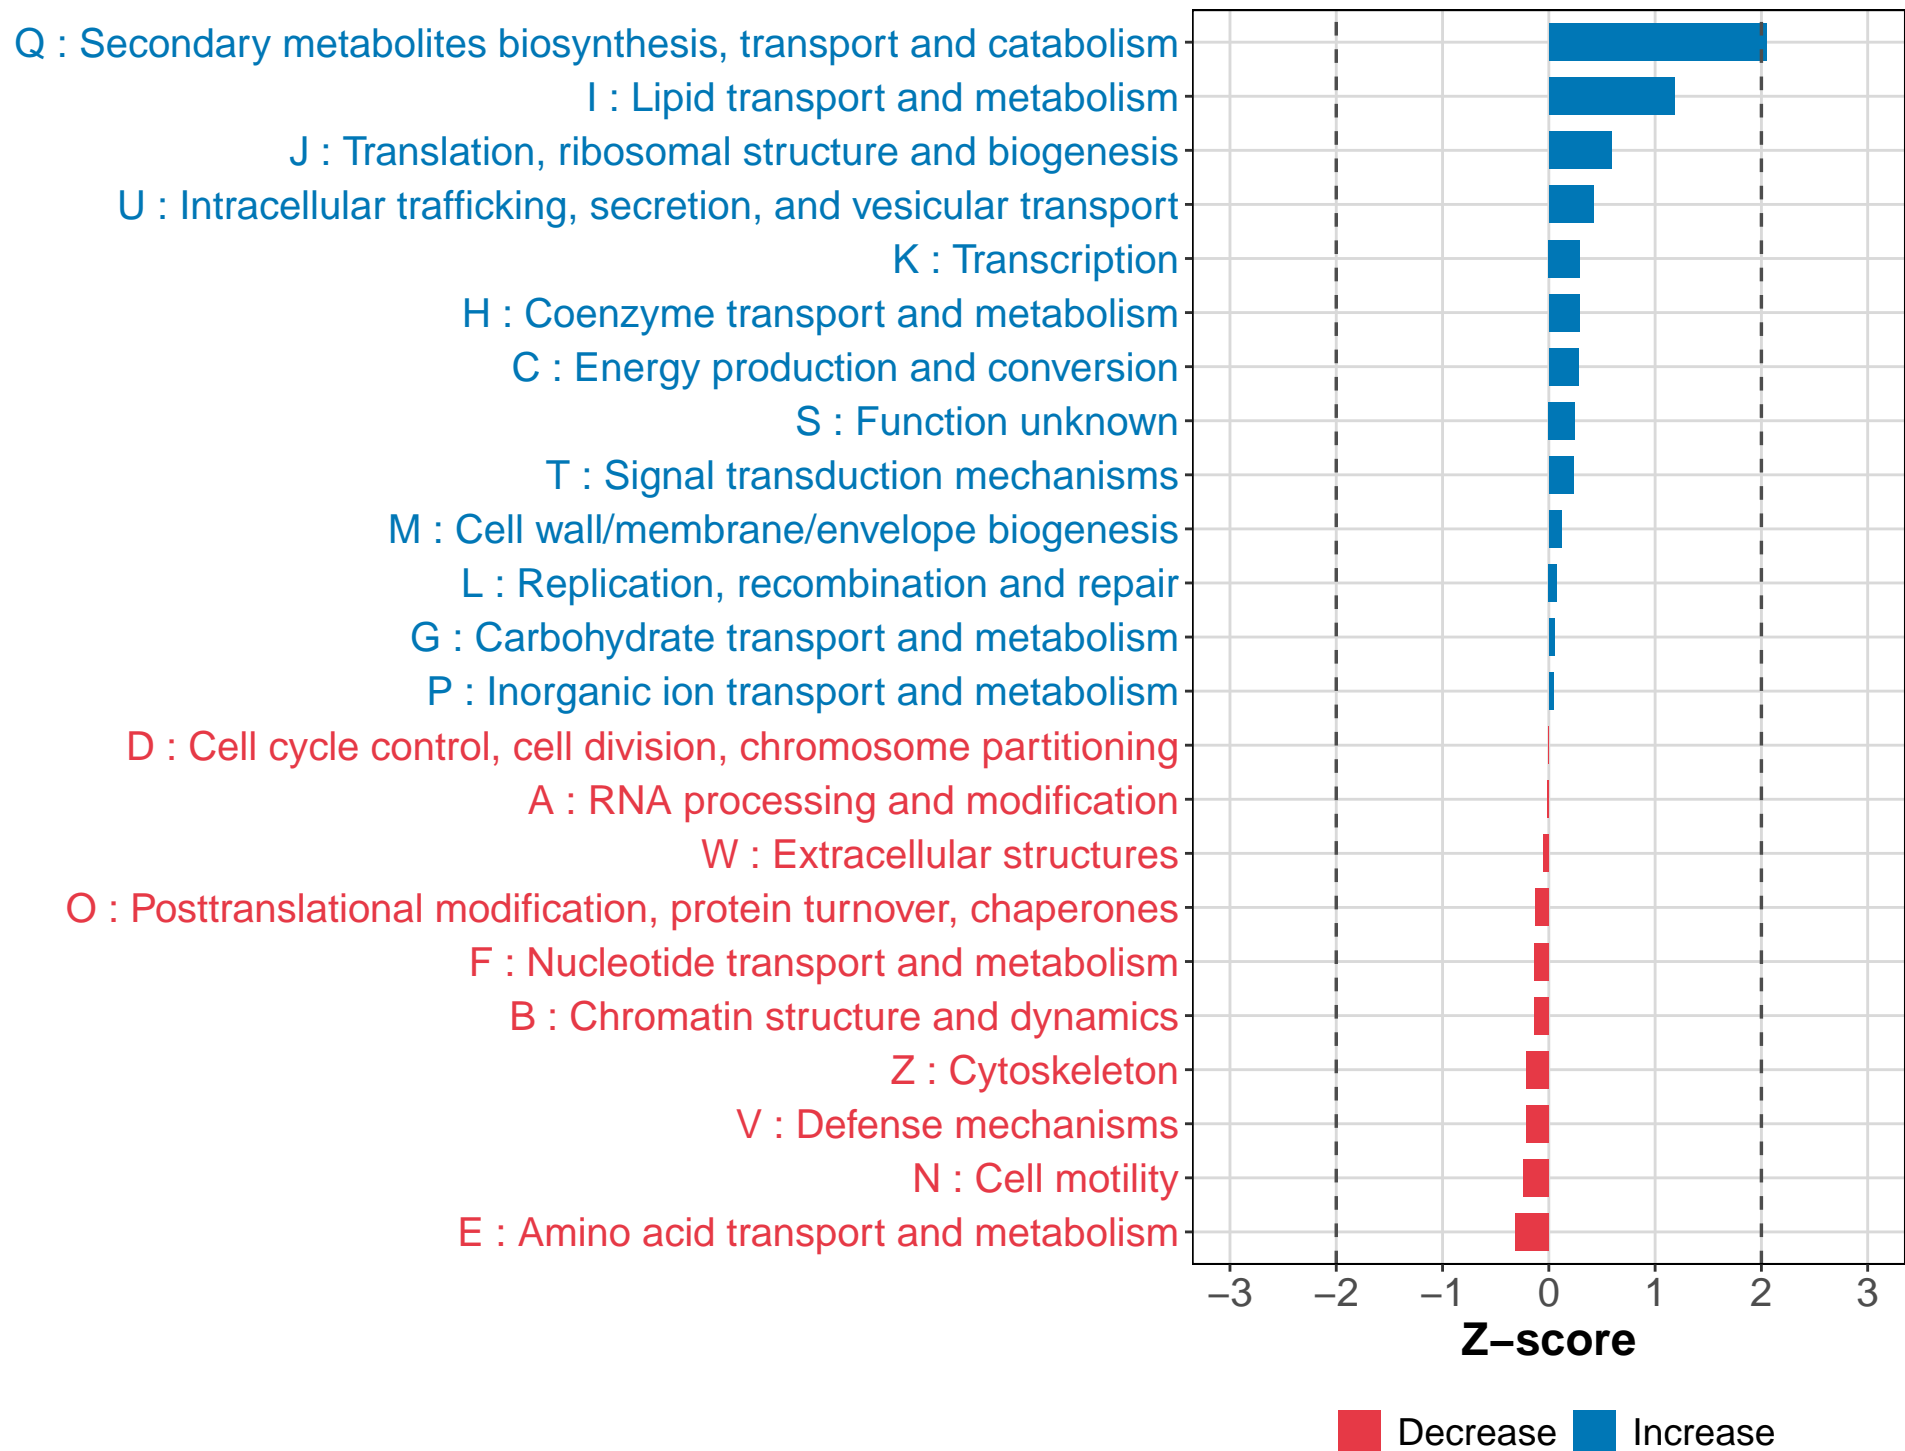 Q : Secondary metabolites biosynthesis, transport and catabolism
I : Lipid transport and metabolism
J : Translation, ribosomal structure and biogenesis
U : Intracellular trafficking, secretion, and vesicular transport
K : Transcription
H : Coenzyme transport and metabolism
C : Energy production and conversion
S : Function unknown
T : Signal transduction mechanisms
M : Cell wall/membrane/envelope biogenesis
L : Replication, recombination and repair
G : Carbohydrate transport and metabolism
P : Inorganic ion transport and metabolism
D : Cell cycle control, cell division, chromosome partitioning
A : RNA processing and modification
W : Extracellular structures
O : Posttranslational modification, protein turnover, chaperones
F : Nucleotide transport and metabolism
B : Chromatin structure and dynamics
Z : Cytoskeleton
V : Defense mechanisms
N : Cell motility
E : Amino acid transport and metabolism
−3 −2 −1 0 1 2 3
Z−score
Decrease Increase